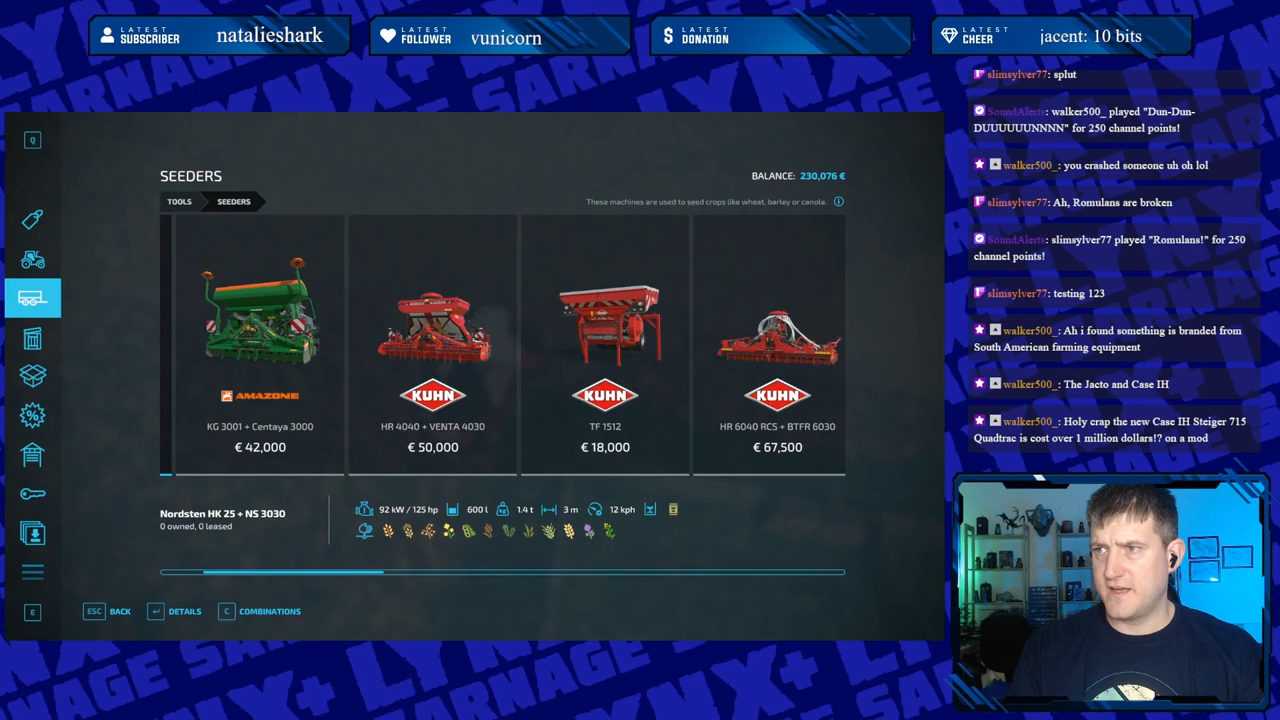 LATEST
SUBSCRIBER
natalieshark
LATEST
FOLLOWER
vunicorn
LATEST
DONATION
LATEST
CHEER
jacent: 10 bits
slimsylver77: splut
SoundAlerts: walker500_ played "Dun-Dun-
DUUUUUUNNNN" for 250 channel points!
walker500_: you crashed someone uh oh lol
slimsylver77: Ah, Romulans are broken
SoundAlerts: slimsylver77 played "Romulans!" for 250
channel points!
slimsylver77: testing 123
walker500_: Ah i found something is branded from
South American farming equipment
walker500_: The Jacto and Case IH
walker500_: Holy crap the new Case IH Steiger 715
Quadtrac is cost over 1 million dollars!? on a mod
Q
SEEDERS
BALANCE: 230,076 €
TOOLS
SEEDERS
These machines are used to seed crops like wheat, barley or canola.
AMAZONE
KG 3001 + Centaya 3000
€ 42,000
KUHN
HR 4040 + VENTA 4030
€ 50,000
KUHN
TF 1512
€ 18,000
KUHN
HR 6040 RCS + BTFR 6030
€ 67,500
Nordsten HK 25 + NS 3030
0 owned, 0 leased
92 kW / 125 hp
600 l
1.4 t
3 m
12 kph
E
ESC BACK
DETAILS
C COMBINATIONS